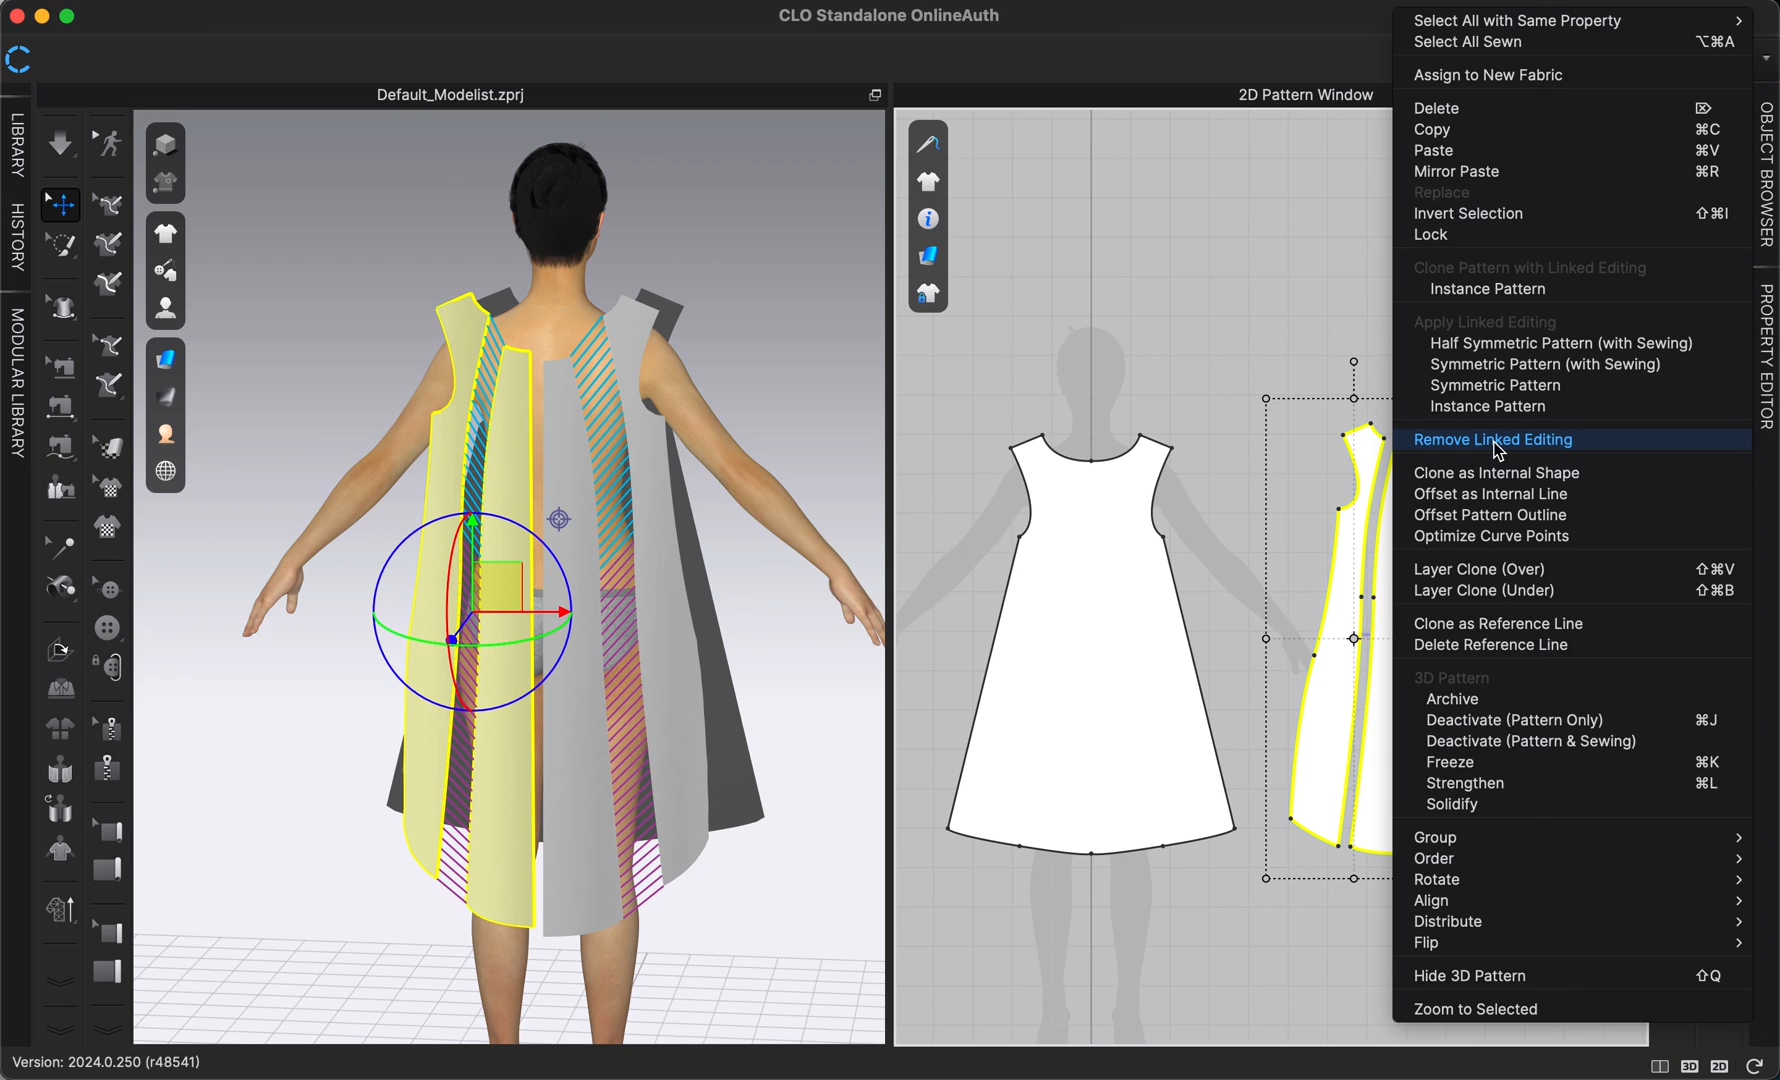 CLO Standalone OnlineAuth
Default_Modelist.zprj
2D Pattern Window
LIBRARY
HISTORY
MODULAR LIBRARY
Select All with Same Property
Select All Sewn ⌥⌘A
Assign to New Fabric
Delete ⌦
Copy ⌘C
Paste ⌘V
Mirror Paste ⌘R
Replace
Invert Selection ⇧⌘I
Lock
Clone Pattern with Linked Editing
Instance Pattern
Apply Linked Editing
Half Symmetric Pattern (with Sewing)
Symmetric Pattern (with Sewing)
Symmetric Pattern
Instance Pattern
Remove Linked Editing
Clone as Internal Shape
Offset as Internal Line
Offset Pattern Outline
Optimize Curve Points
Layer Clone (Over) ⇧⌘V
Layer Clone (Under) ⇧⌘B
Clone as Reference Line
Delete Reference Line
3D Pattern
Archive
Deactivate (Pattern Only) ⌘J
Deactivate (Pattern & Sewing)
Freeze ⌘K
Strengthen ⌘L
Solidify
Group
Order
Rotate
Align
Distribute
Flip
Hide 3D Pattern ⇧Q
Zoom to Selected
OBJECT BROWSER
PROPERTY EDITOR
Version: 2024.0.250 (r48541)
3D
2D